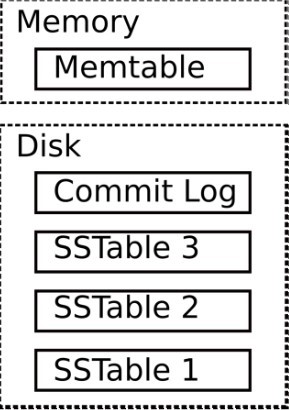 Memory
Memtable
Disk
Commit Log
SSTable 3
SSTable 2
SSTable 1